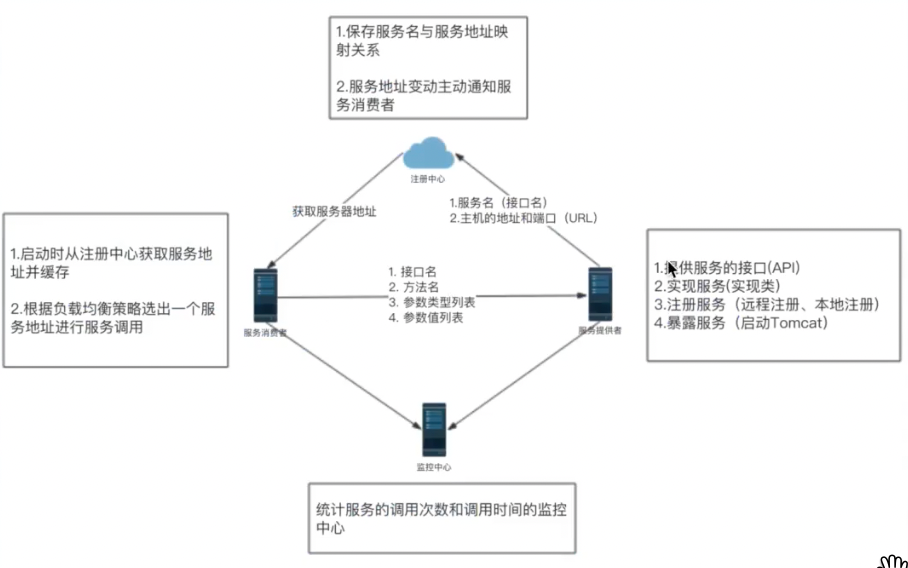 1.保存服务名与服务地址映
射关系
2.服务地址变动主动通知服
务消费者
注册中心
获取服务器地址
1.服务名（接口名）
2.主机的地址和端口（URL）
1.启动时从注册中心获取服务地
址并缓存
2.根据负载均衡策略选出一个服
务地址进行服务调用
服务消费者
1. 接口名
2. 方法名
3. 参数类型列表
4. 参数值列表
服务提供者
1.提供服务的接口(API)
2.实现服务(实现类)
3.注册服务（远程注册、本地注册）
4.暴露服务（启动Tomcat）
监控中心
统计服务的调用次数和调用时间的监控
中心